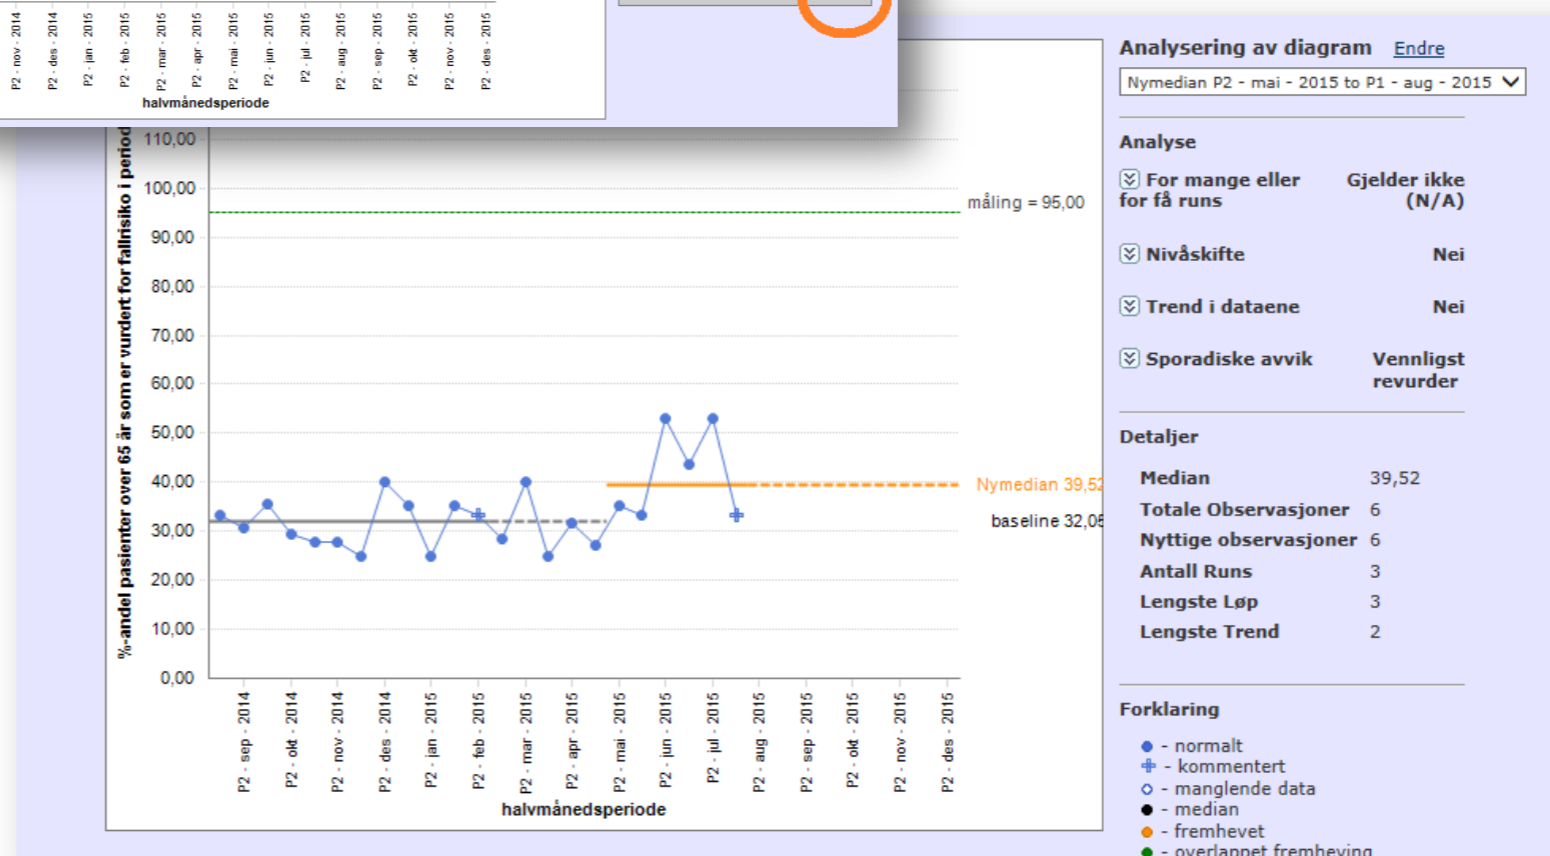 P2 - nov - 2014
P2 - des - 2014
P2 - jan - 2015
P2 - feb - 2015
P2 - mar - 2015
P2 - apr - 2015
P2 - mai - 2015
P2 - jun - 2015
P2 - jul - 2015
P2 - aug - 2015
P2 - sep - 2015
P2 - okt - 2015
P2 - nov - 2015
P2 - des - 2015
halvmånedsperiode
%-andel pasienter over 65 år som er vurdert for fallrisiko i period
110,00
100,00
90,00
80,00
70,00
60,00
50,00
40,00
30,00
20,00
10,00
0,00
måling = 95,00
Nymedian 39,52
baseline 32,05
P2 - sep - 2014
P2 - okt - 2014
P2 - nov - 2014
P2 - des - 2014
P2 - jan - 2015
P2 - feb - 2015
P2 - mar - 2015
P2 - apr - 2015
P2 - mai - 2015
P2 - jun - 2015
P2 - jul - 2015
P2 - aug - 2015
P2 - sep - 2015
P2 - okt - 2015
P2 - nov - 2015
P2 - des - 2015
halvmånedsperiode
Analysering av diagram Endre
Nymedian P2 - mai - 2015 to P1 - aug - 2015
Analyse
For mange eller Gjelder ikke
for få runs (N/A)
Nivåskifte Nei
Trend i dataene Nei
Sporadiske avvik Vennligst
revurder
Detaljer
Median 39,52
Totale Observasjoner 6
Nyttige observasjoner 6
Antall Runs 3
Lengste Løp 3
Lengste Trend 2
Forklaring
- normalt
- kommentert
- manglende data
- median
- fremhevet
- overlappet fremheving